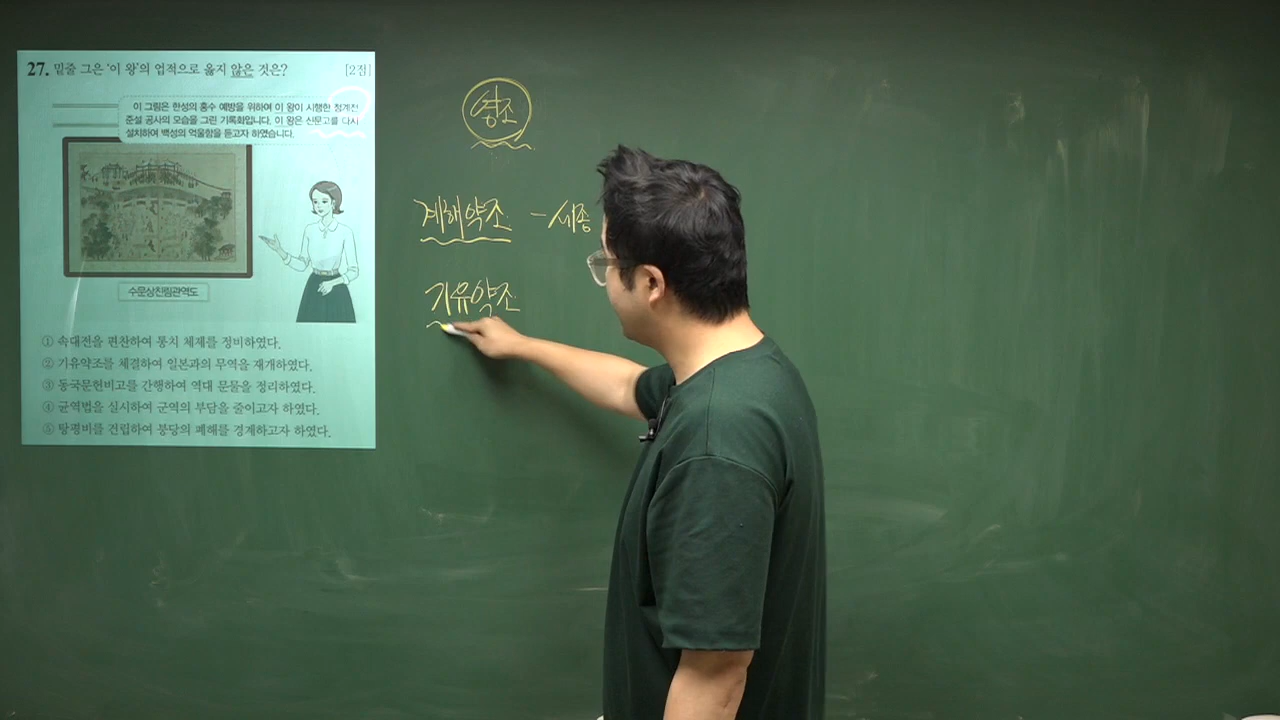 27. 밑줄 그은 '이 왕'의 업적으로 옳지 않은 것은? [2점]
이 그림은 한성의 홍수 예방을 위하여 이 왕이 시행한 청계천
준설 공사의 모습을 그린 기록화입니다. 이 왕은 신문고를 다시
설치하여 백성의 억울함을 듣고자 하였습니다.
수문상친림관역도
① 속대전을 편찬하여 통치 체제를 정비하였다.
② 기유약조를 체결하여 일본과의 무역을 재개하였다.
③ 동국문헌비고를 간행하여 역대 문물을 정리하였다.
④ 균역법을 실시하여 군역의 부담을 줄이고자 하였다.
⑤ 탕평비를 건립하여 붕당의 폐해를 경계하고자 하였다.
영조
계해약조 - 세종
기유약조